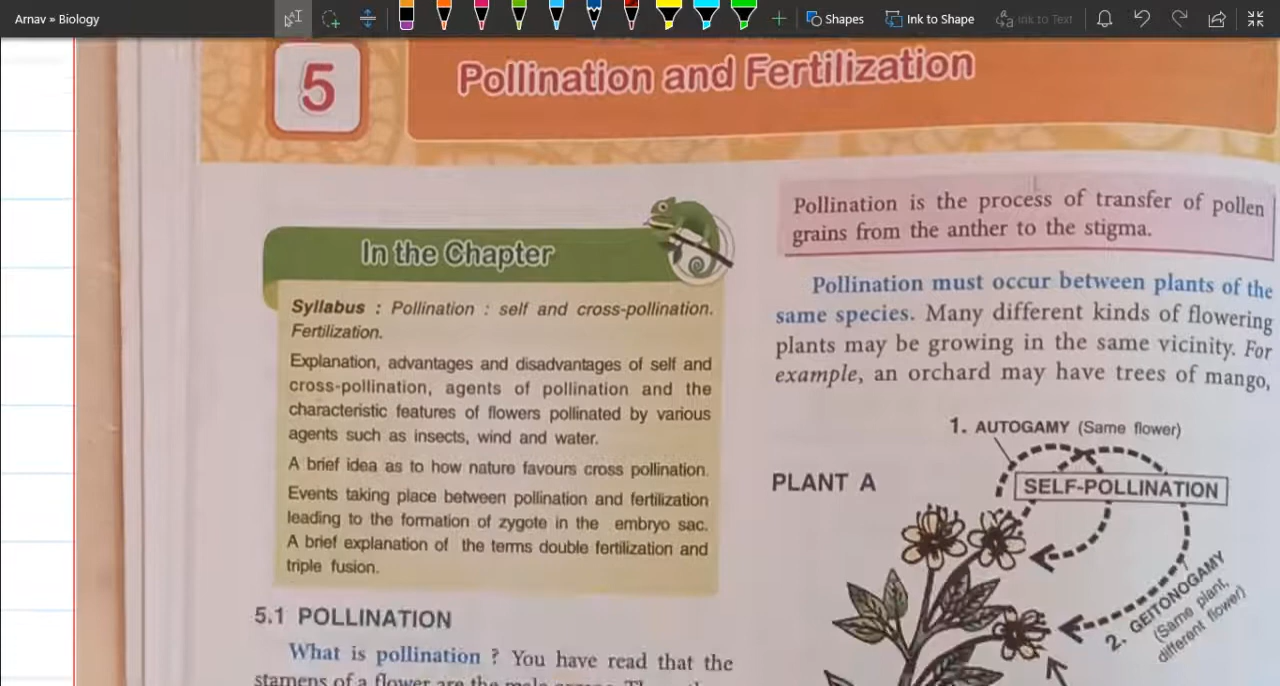 Arnav » Biology
Shapes
Ink to Shape
Ink to Text
5
Pollination and Fertilization
In the Chapter
Syllabus : Pollination : self and cross-pollination.
Fertilization.
Explanation, advantages and disadvantages of self and
cross-pollination, agents of pollination and the
characteristic features of flowers pollinated by various
agents such as insects, wind and water.
A brief idea as to how nature favours cross pollination.
Events taking place between pollination and fertilization
leading to the formation of zygote in the embryo sac.
A brief explanation of the terms double fertilization and
triple fusion.
5.1 POLLINATION
What is pollination ? You have read that the
stamens of a flower are the male
Pollination is the process of transfer of pollen
grains from the anther to the stigma.
Pollination must occur between plants of the
same species. Many different kinds of flowering
plants may be growing in the same vicinity. For
example, an orchard may have trees of mango,
1. AUTOGAMY (Same flower)
PLANT A
SELF-POLLINATION
2. GEITONOGAMY
(Same plant,
different flower)